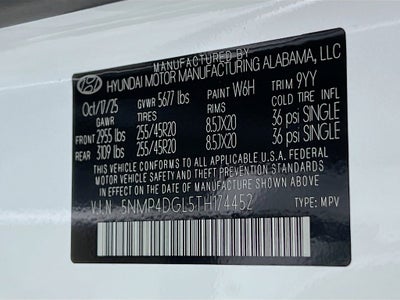 MANUFACTURED BY
HYUNDAI MOTOR MANUFACTURING ALABAMA, LLC
Oct/17/25 GVWR 5677 lbs PAINT W6H TRIM 9YY
GAWR TIRES RIMS COLD TIRE INFL
FRONT 2955 lbs 255/45R20 8.5JX20 36 psi SINGLE
REAR 3109 lbs 255/45R20 8.5JX20 36 psi SINGLE
THIS VEHICLE CONFORMS TO ALL APPLICABLE U.S.A. FEDERAL
MOTOR VEHICLE SAFETY AND THEFT PREVENTION STANDARDS
IN EFFECT ON THE DATE OF MANUFACTURE SHOWN ABOVE.
V.I.N. 5NMP4DGL5TH174452 TYPE: MPV